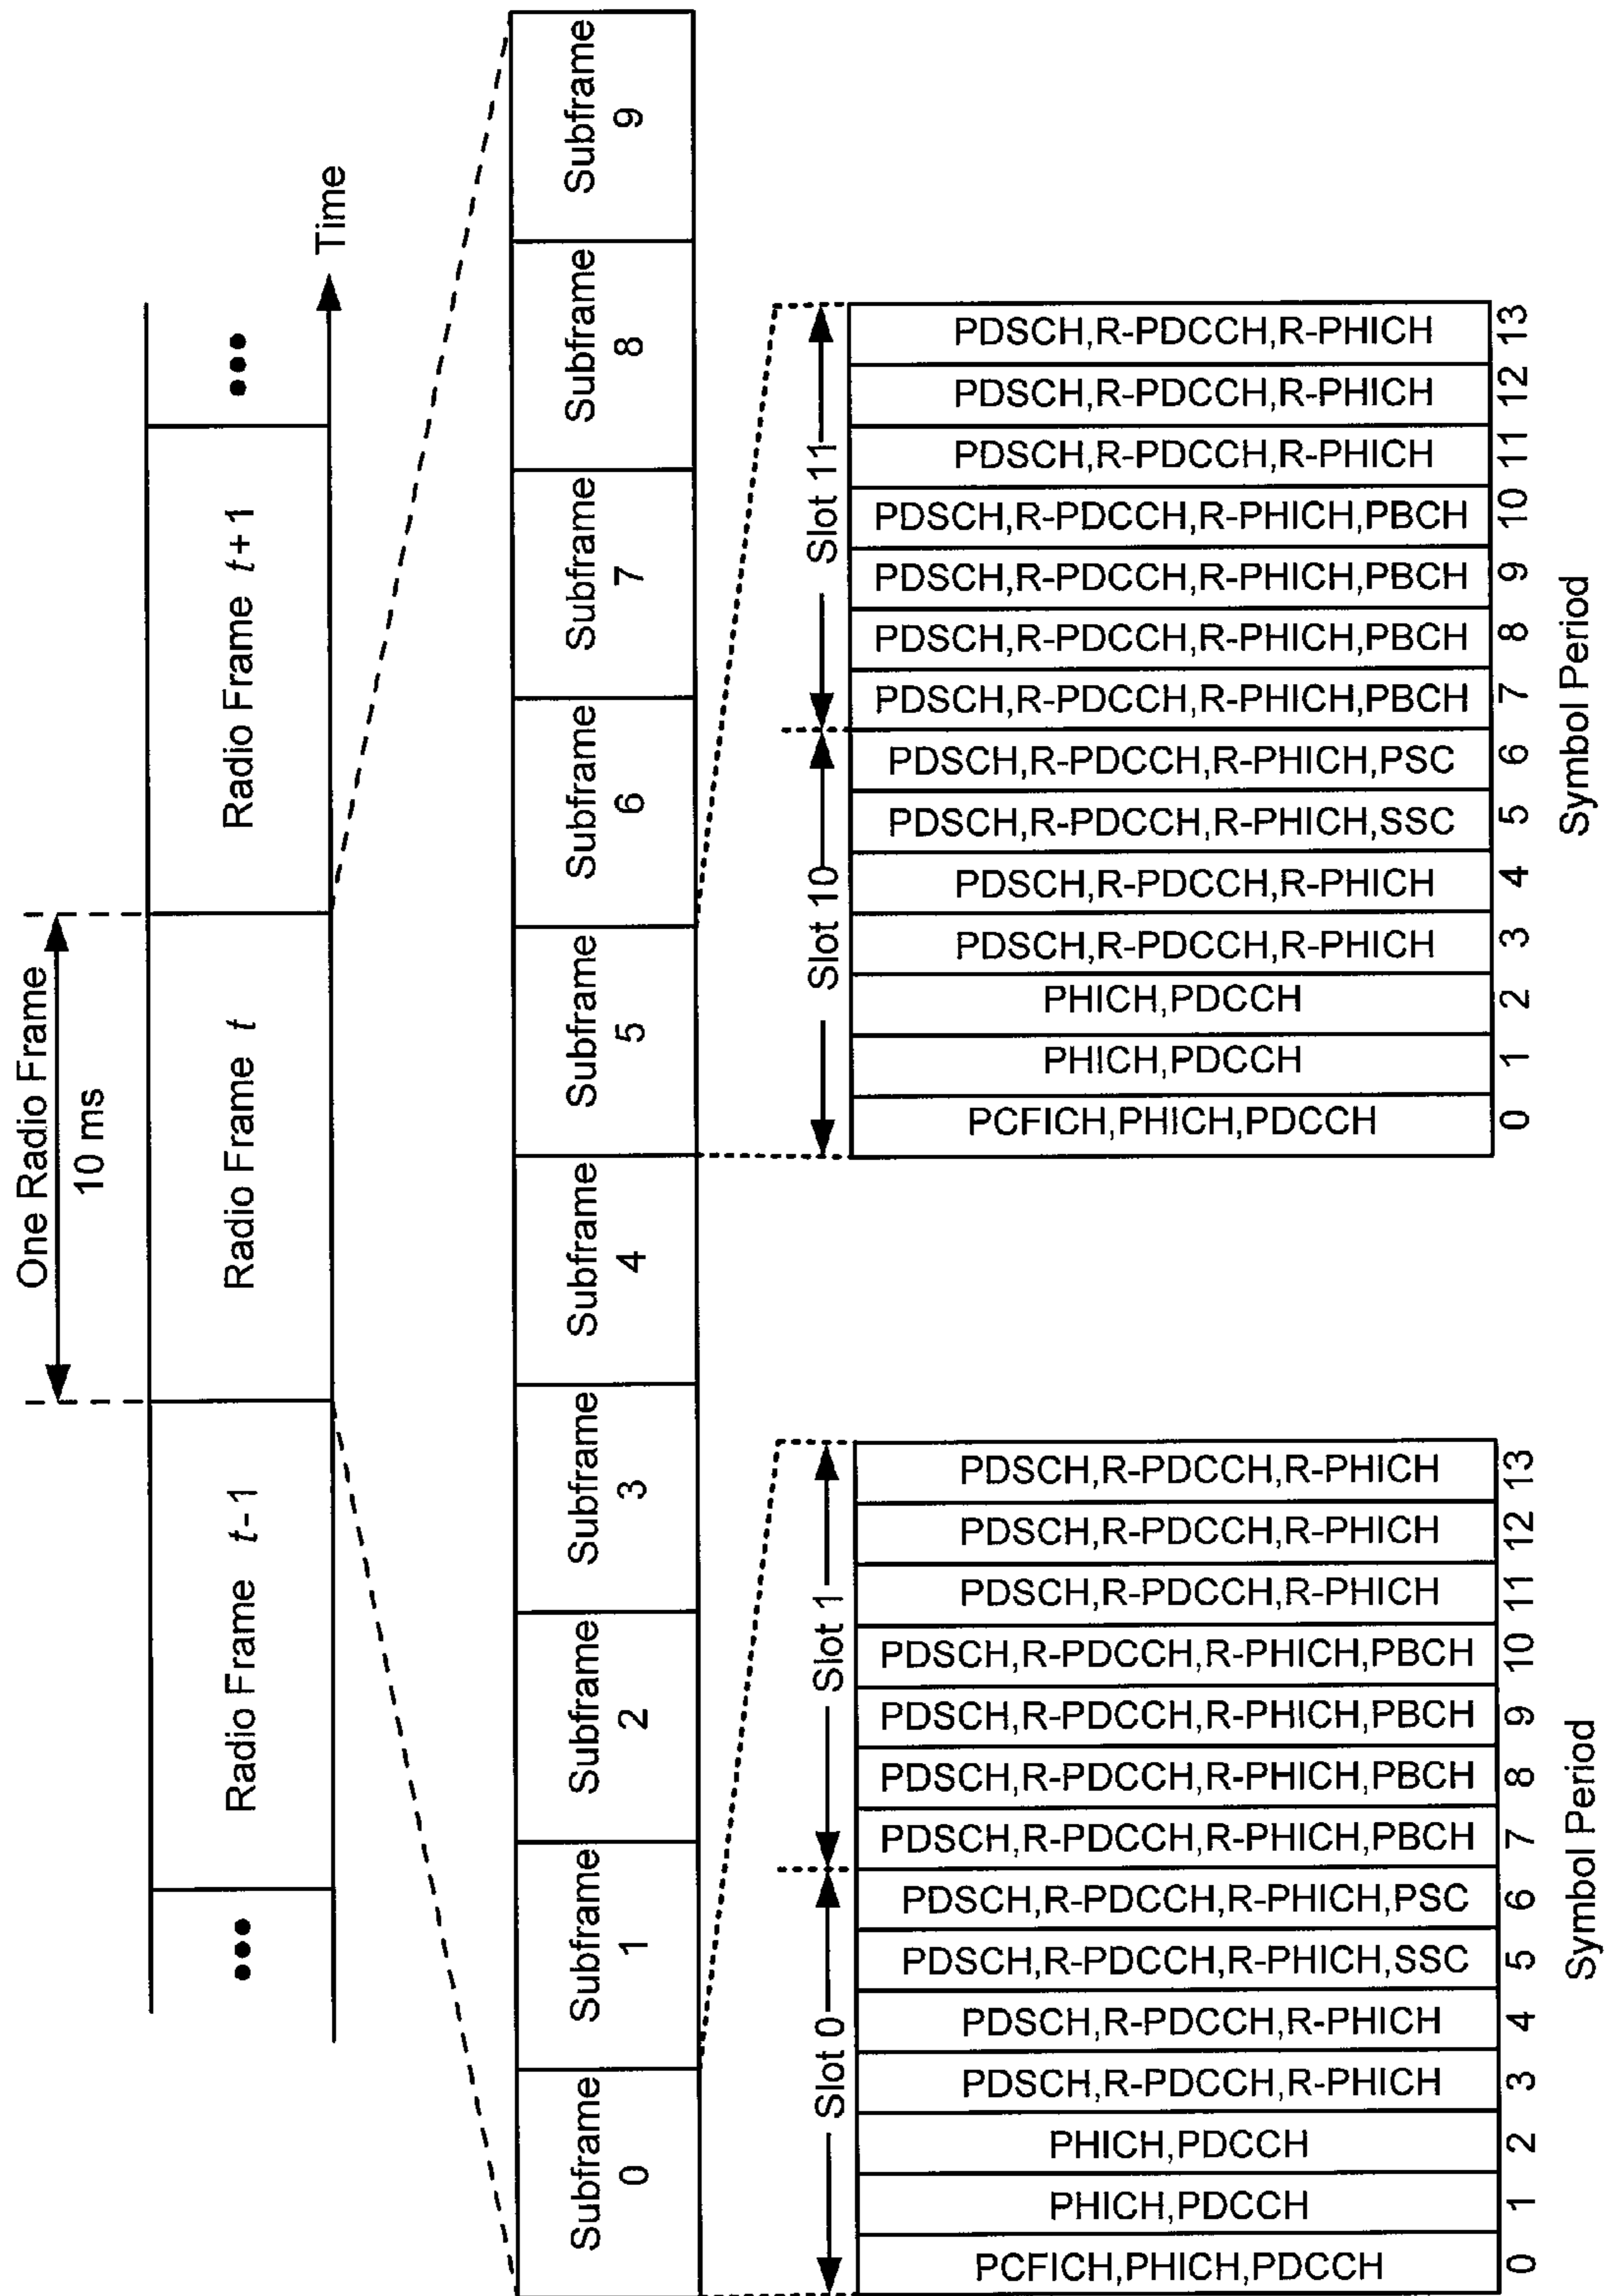 One Radio Frame
10 ms
•••
Radio Frame t-1
Radio Frame t
Radio Frame t+1
•••
Time
Subframe
0
Subframe
1
Subframe
2
Subframe
3
Subframe
4
Subframe
5
Subframe
6
Subframe
7
Subframe
8
Subframe
9
Slot 0
Slot 1
PCFICH,PHICH,PDCCH
PHICH,PDCCH
PHICH,PDCCH
PDSCH,R-PDCCH,R-PHICH
PDSCH,R-PDCCH,R-PHICH
PDSCH,R-PDCCH,R-PHICH,SSC
PDSCH,R-PDCCH,R-PHICH,PSC
PDSCH,R-PDCCH,R-PHICH,PBCH
PDSCH,R-PDCCH,R-PHICH,PBCH
PDSCH,R-PDCCH,R-PHICH,PBCH
PDSCH,R-PDCCH,R-PHICH,PBCH
PDSCH,R-PDCCH,R-PHICH
PDSCH,R-PDCCH,R-PHICH
PDSCH,R-PDCCH,R-PHICH
0 1 2 3 4 5 6 7 8 9 10 11 12 13
Symbol Period
Slot 10
Slot 11
PCFICH,PHICH,PDCCH
PHICH,PDCCH
PHICH,PDCCH
PDSCH,R-PDCCH,R-PHICH
PDSCH,R-PDCCH,R-PHICH
PDSCH,R-PDCCH,R-PHICH,SSC
PDSCH,R-PDCCH,R-PHICH,PSC
PDSCH,R-PDCCH,R-PHICH,PBCH
PDSCH,R-PDCCH,R-PHICH,PBCH
PDSCH,R-PDCCH,R-PHICH,PBCH
PDSCH,R-PDCCH,R-PHICH,PBCH
PDSCH,R-PDCCH,R-PHICH
PDSCH,R-PDCCH,R-PHICH
PDSCH,R-PDCCH,R-PHICH
0 1 2 3 4 5 6 7 8 9 10 11 12 13
Symbol Period